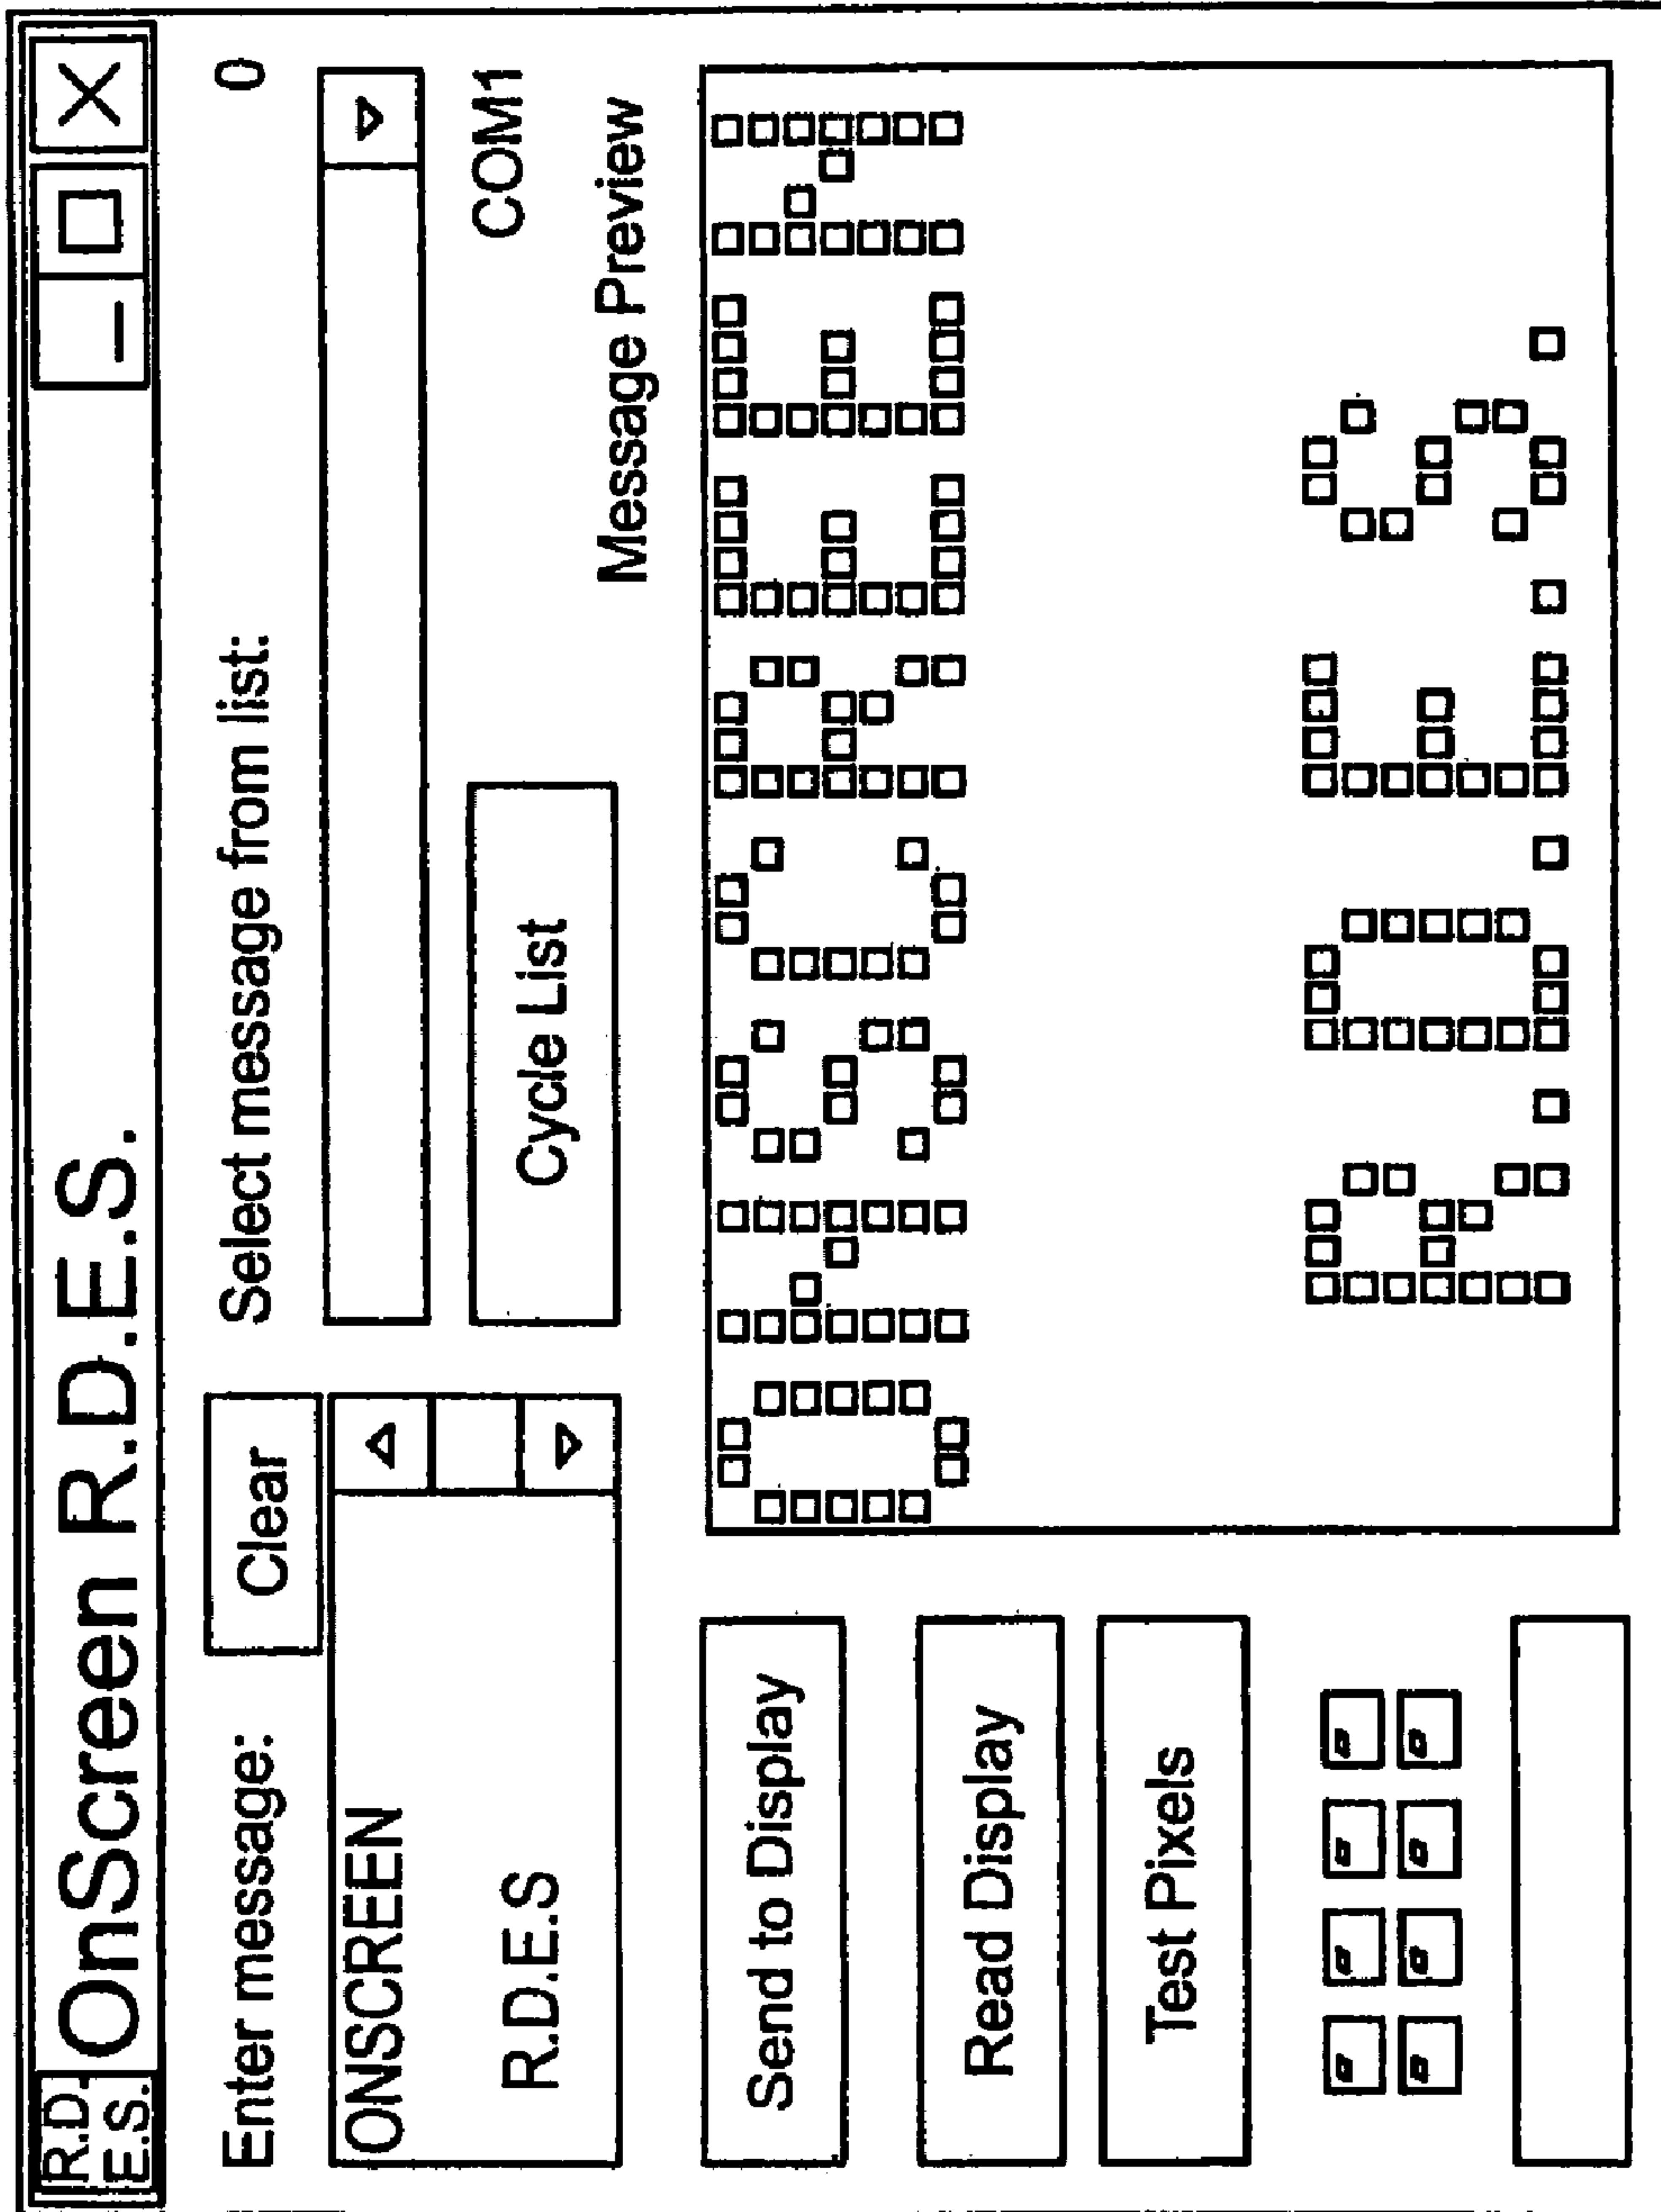 R.D.
E.S.
OnScreen R.D.E.S.
Enter message:
Clear
Select message from list:
0
ONSCREEN
R.D.E.S
Cycle List
COM1
Message Preview
Send to Display
Read Display
Test Pixels
ONSCREEN
R.D.E.S.